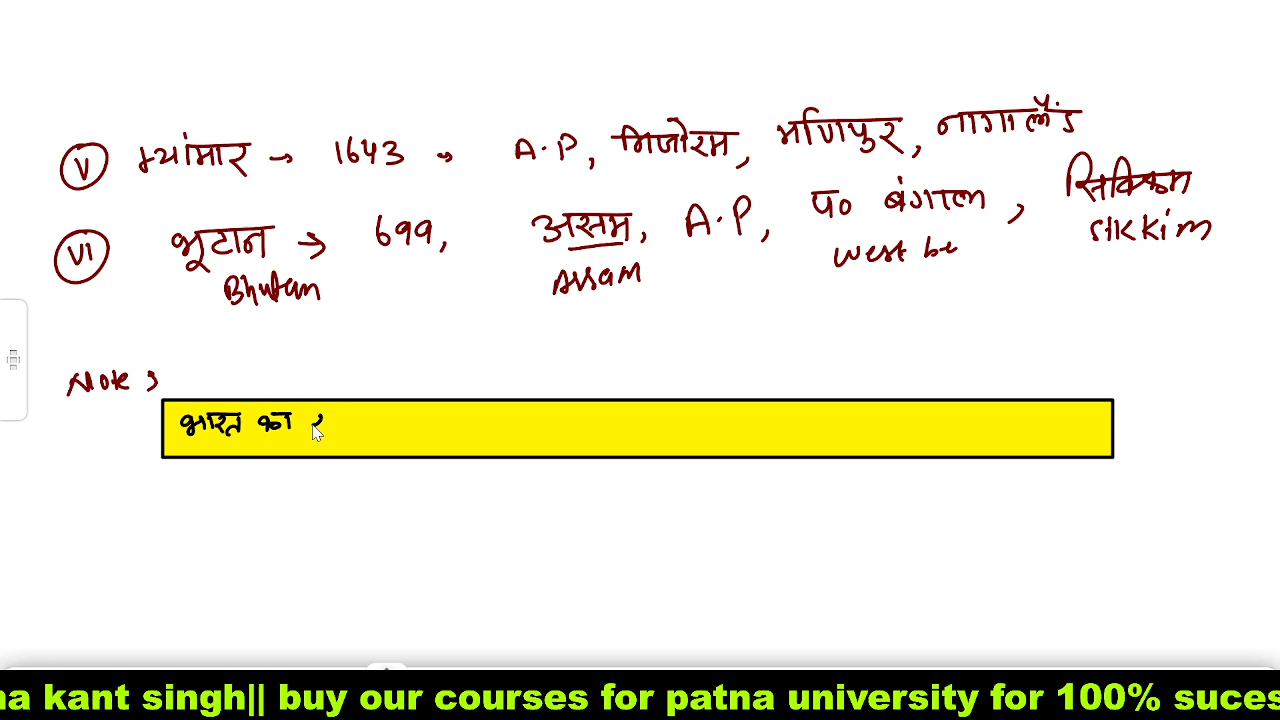 V म्यांमार → 1643 → A.P, मिजोरम, मणिपुर, नागालैंड
VI भूटान → 699, असम, A.P, प० बंगाल, सिक्किम
Bhutan Assam West be Sikkim
Note
भारत का
na kant singh|| buy our courses for patna university for 100% suces